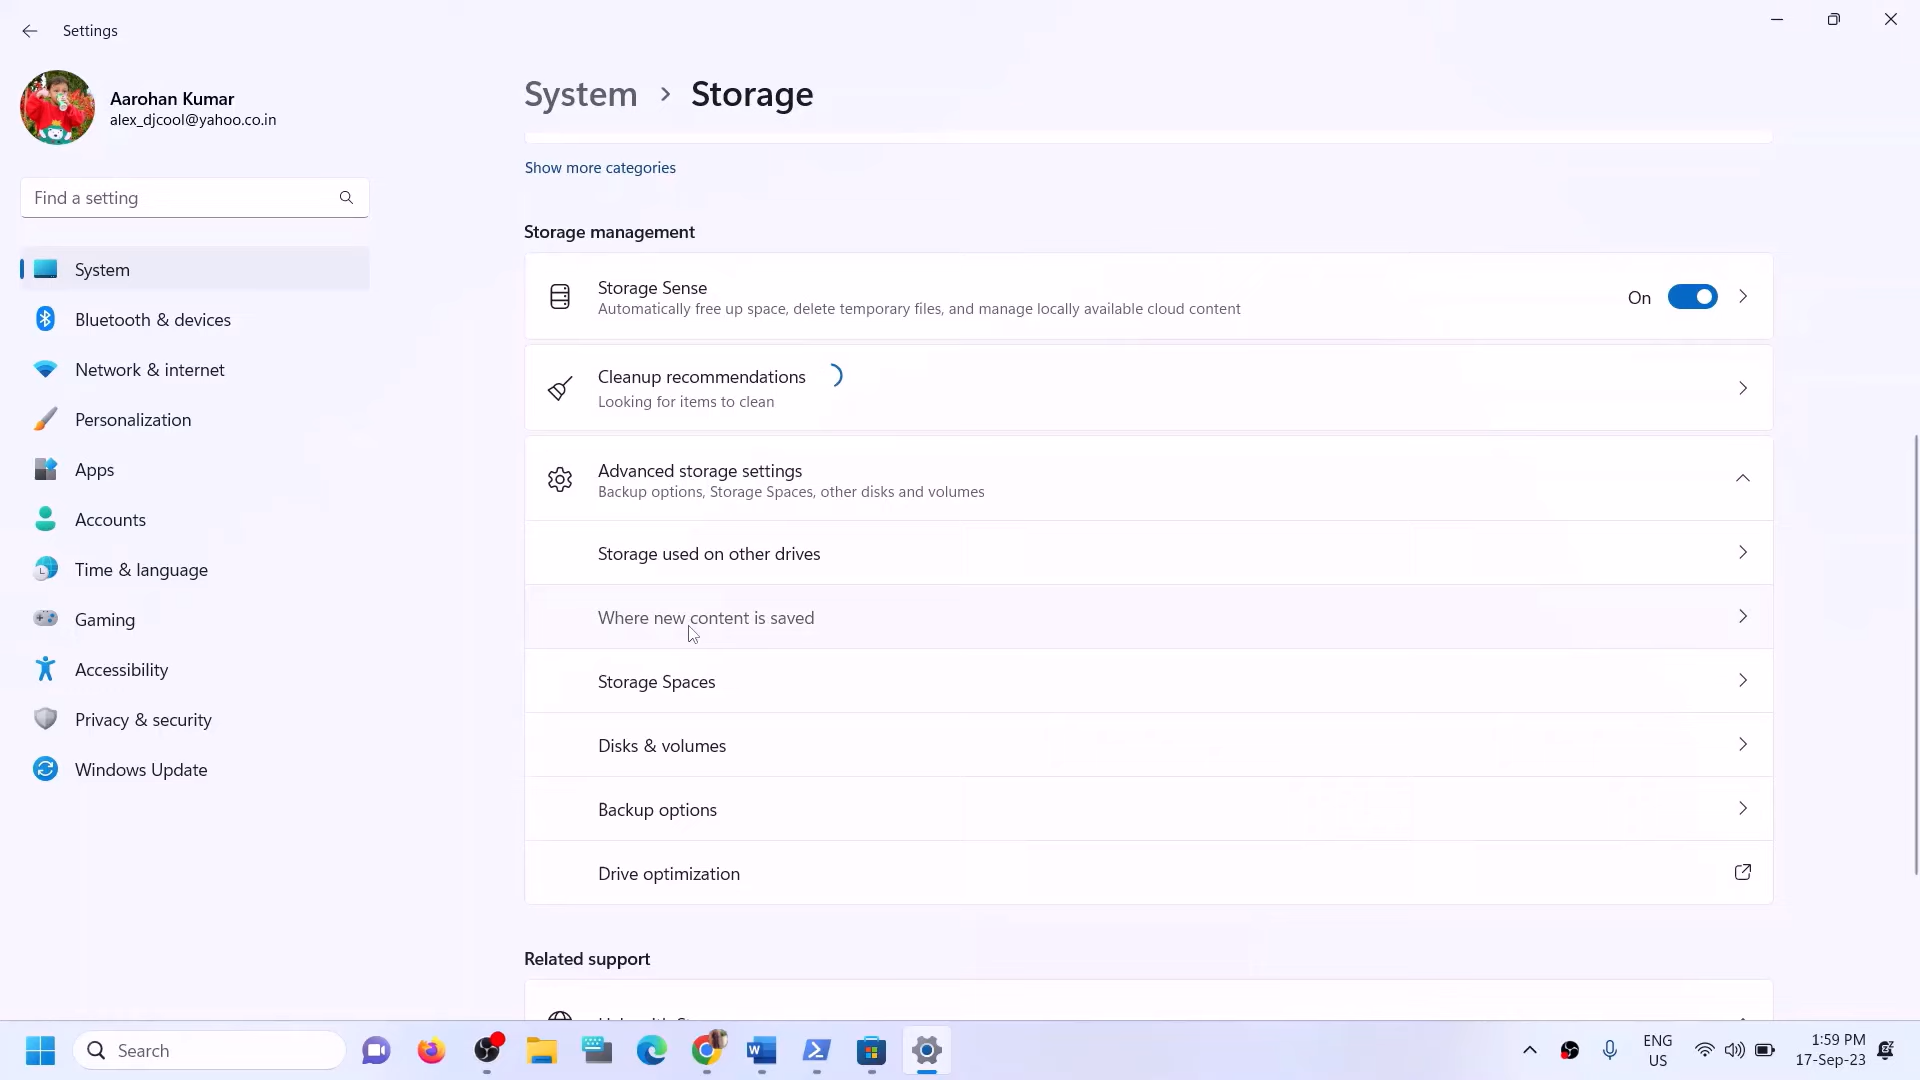 Settings
Aarohan Kumar
alex_djcool@yahoo.co.in
Find a setting
System
Bluetooth & devices
Network & internet
Personalization
Apps
Accounts
Time & language
Gaming
Accessibility
Privacy & security
Windows Update
System > Storage
Show more categories
Storage management
Storage Sense
Automatically free up space, delete temporary files, and manage locally available cloud content
On
Cleanup recommendations
Looking for items to clean
Advanced storage settings
Backup options, Storage Spaces, other disks and volumes
Storage used on other drives
Where new content is saved
Storage Spaces
Disks & volumes
Backup options
Drive optimization
Related support
Search
ENG
US
1:59 PM
17-Sep-23